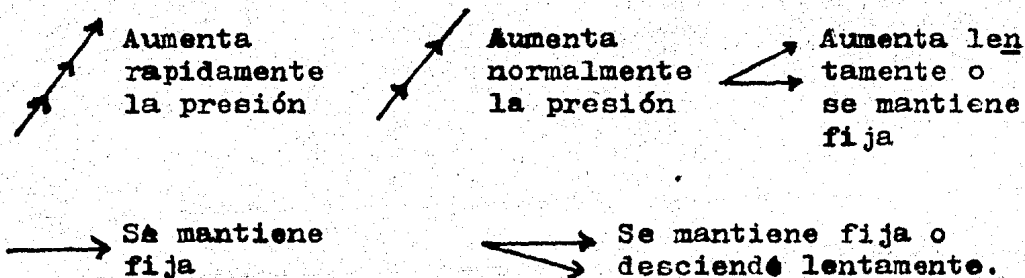 Aumenta
rapidamente
la presión
Aumenta
normalmente
la presión
Aumenta len
tamente o
se mantiene
fija
Se mantiene
fija
Se mantiene fija o
desciende lentamente.